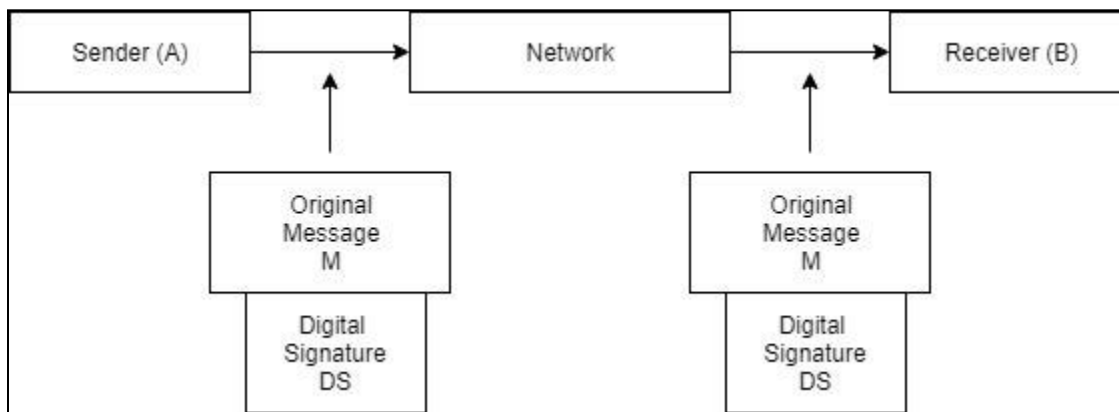 Sender (A)
Network
Receiver (B)
Original
Message
M
Digital
Signature
DS
Original
Message
M
Digital
Signature
DS